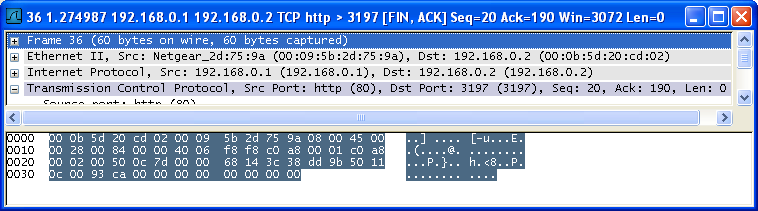 36 1.274987 192.168.0.1 192.168.0.2 TCP http > 3197 [FIN, ACK] Seq=20 Ack=190 Win=3072 Len=0
Frame 36 (60 bytes on wire, 60 bytes captured)
Ethernet II, Src: Netgear_2d:75:9a (00:09:5b:2d:75:9a), Dst: 192.168.0.2 (00:0b:5d:20:cd:02)
Internet Protocol, Src: 192.168.0.1 (192.168.0.1), Dst: 192.168.0.2 (192.168.0.2)
Transmission Control Protocol, Src Port: http (80), Dst Port: 3197 (3197), Seq: 20, Ack: 190, Len: 0
Source port: http (80)
0000 00 0b 5d 20 cd 02 00 09 5b 2d 75 9a 08 00 45 00 ..] .... [-u...E.
0010 00 28 00 84 00 00 40 06 f8 f8 c0 a8 00 01 c0 a8 .(....@. ........
0020 00 02 00 50 0c 7d 00 00 68 14 3c 38 dd 9b 50 11 ...P.}.. h.<8..P.
0030 0c 00 93 ca 00 00 00 00 00 00 00 00 ........ ....